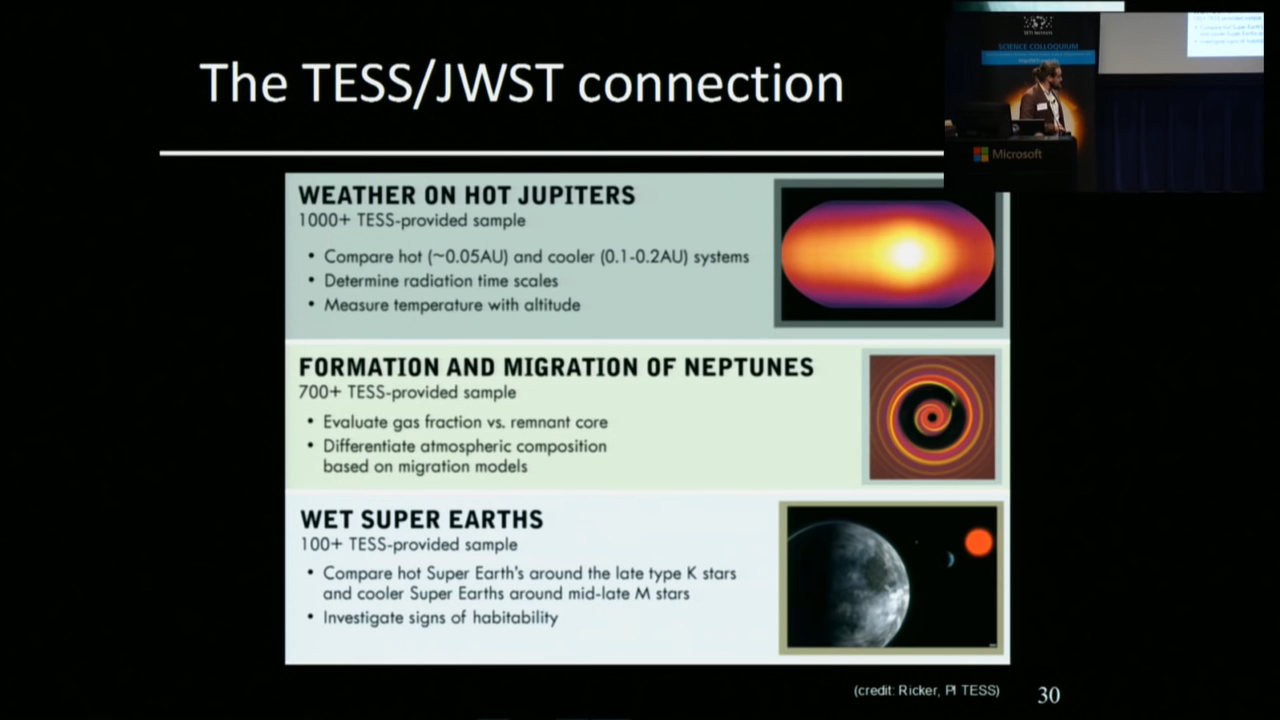 The TESS/JWST connection
SETI Institute
SCIENCE COLLOQUIUM
Microsoft
WEATHER ON HOT JUPITERS
1000+ TESS-provided sample
• Compare hot (~0.05AU) and cooler (0.1-0.2AU) systems
• Determine radiation time scales
• Measure temperature with altitude
FORMATION AND MIGRATION OF NEPTUNES
700+ TESS-provided sample
• Evaluate gas fraction vs. remnant core
• Differentiate atmospheric composition
based on migration models
WET SUPER EARTHS
100+ TESS-provided sample
• Compare hot Super Earth's around the late type K stars
and cooler Super Earths around mid-late M stars
• Investigate signs of habitability
(credit: Ricker, PI TESS)
30